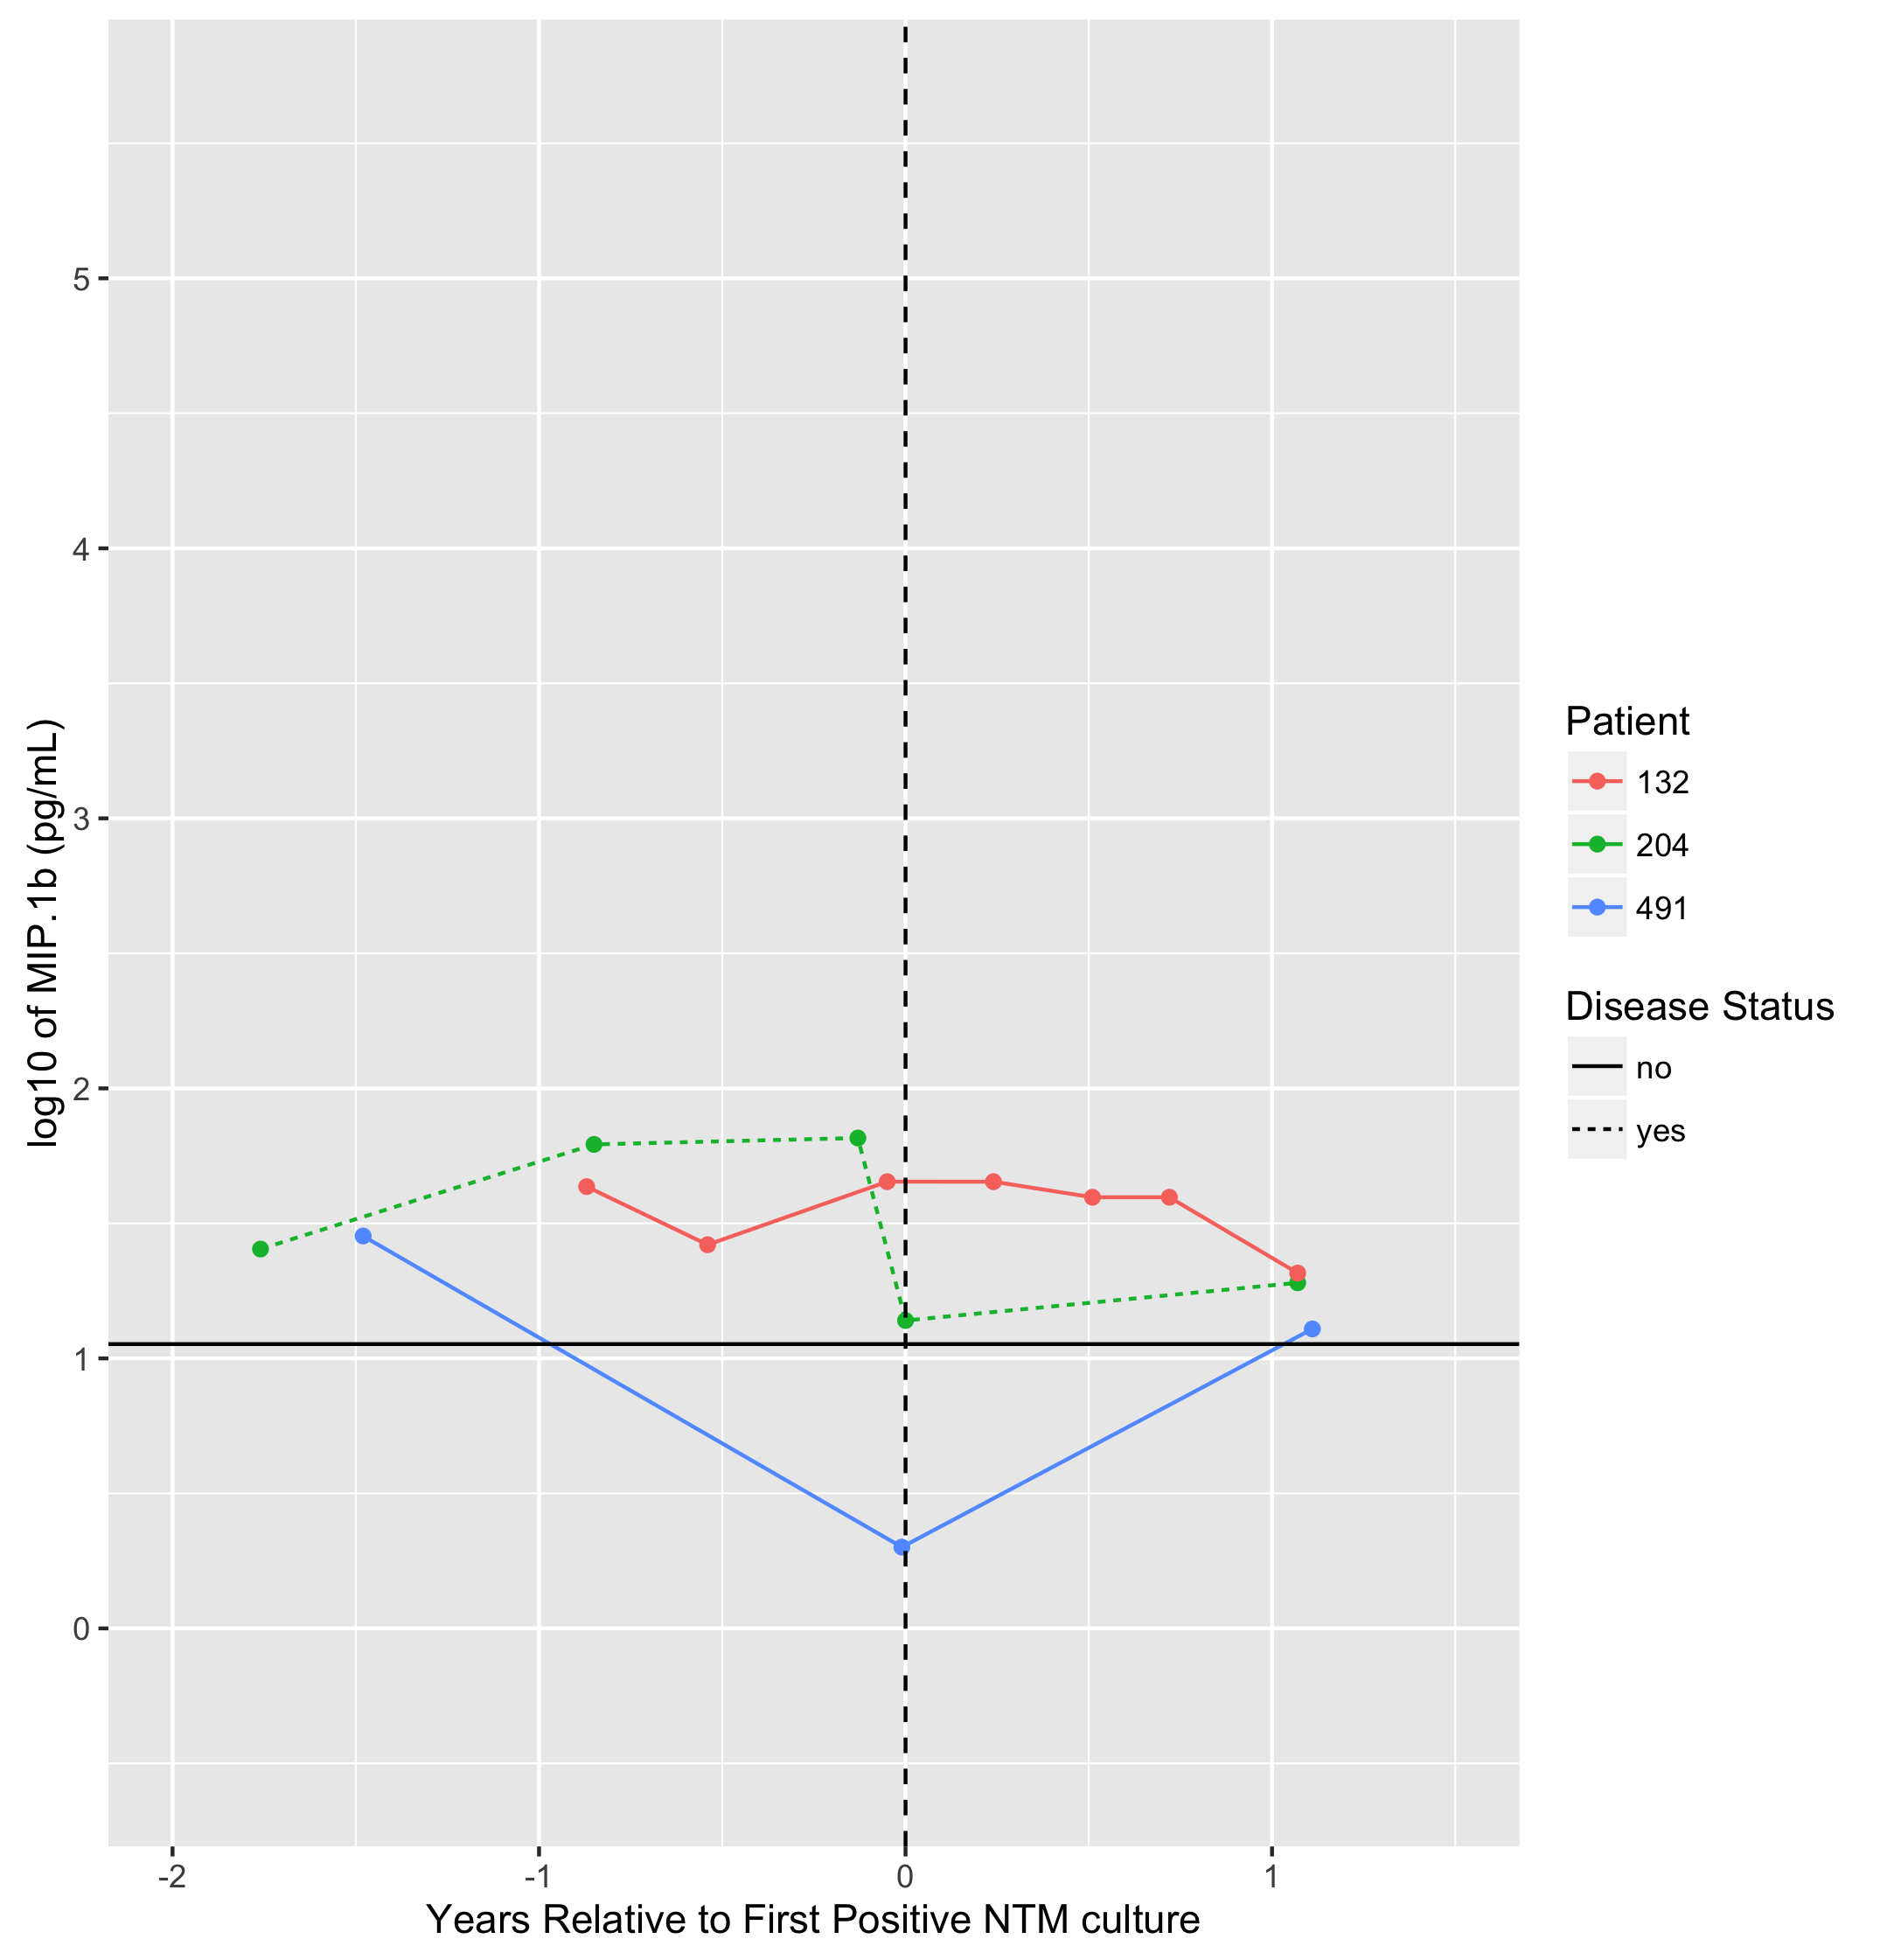 log10 of MIP.1b (pg/mL)
5
4
3
2
1
0
-2
-1
0
1
Years Relative to First Positive NTM culture
Patient
132
204
491
Disease Status
no
yes